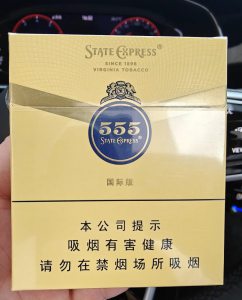 STATE EXPRESS
SINCE 1896
VIRGINIA TOBACCO
555
STATE EXPRESS
国际版
本公司提示
吸烟有害健康
请勿在禁烟场所吸烟